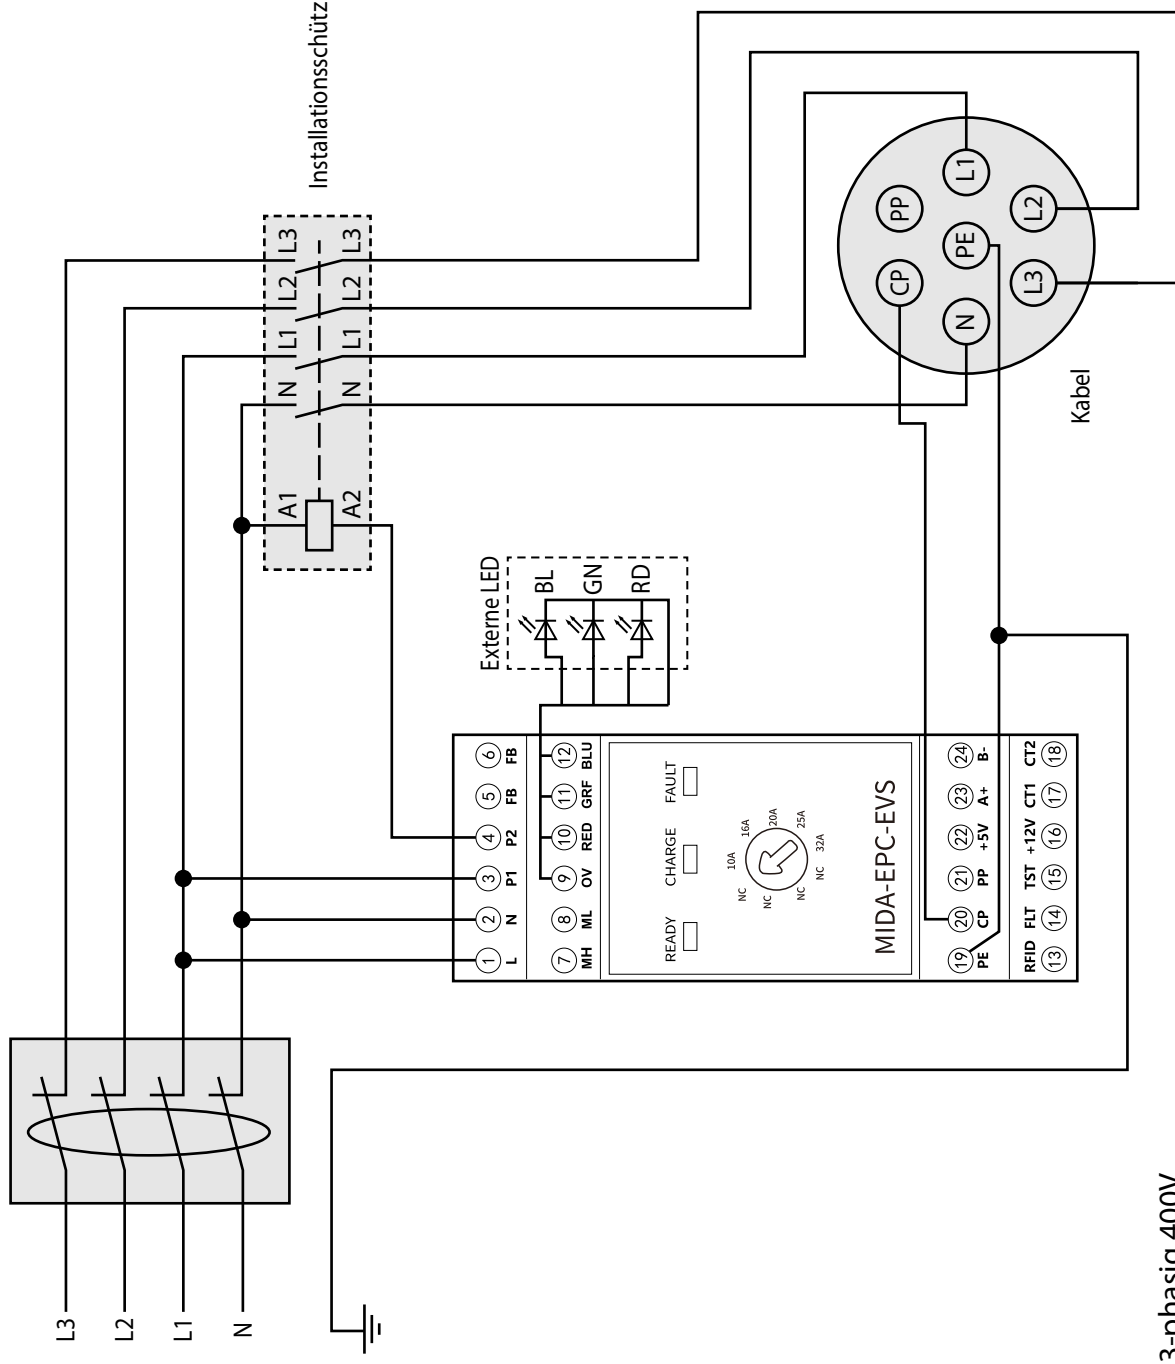 L3
L2
L1
N
Installationsschütz
A1
N
L1
L2
L3
A2
N
L1
L2
L3
Externe LED
BL
GN
RD
1 2 3 4 5 6
L N P1 P2 FB FB
7 8 9 10 11 12
MH ML OV RED GRF BLU
READY CHARGE FAULT
NC 10A 16A
NC 20A
NC 25A
NC 32A
MIDA-EPC-EVS
19 20 21 22 23 24
PE CP PP +5V A+ B-
RFID FLT TST +12V CT1 CT2
13 14 15 16 17 18
CP PP
N PE L1
L3 L2
Kabel
3-phasig 400V